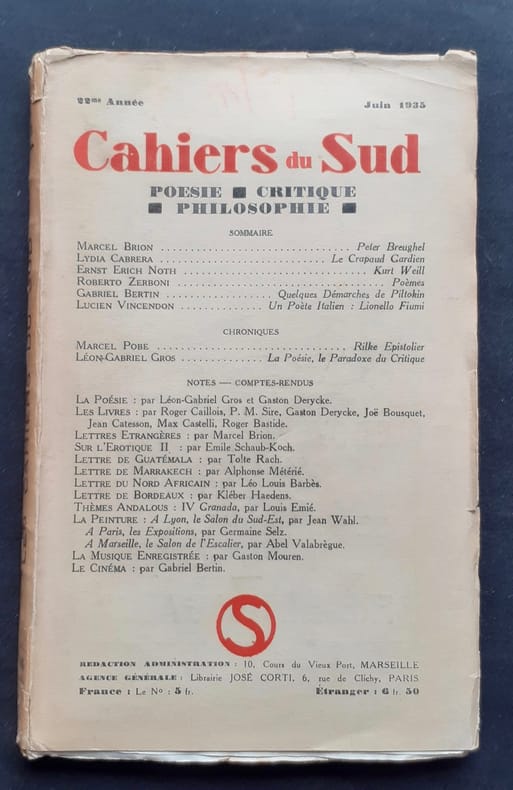 22me Année Juin 1935
Cahiers du Sud
POESIE CRITIQUE
PHILOSOPHIE
SOMMAIRE
MARCEL BRION . . . . . . . . . . . . . . . . . . . . . . . . . . . . . . . Peter Breughel
LYDIA CABRERA . . . . . . . . . . . . . . . . . . . . . . . . . . . Le Crapaud Gardien
ERNST ERICH NOTH . . . . . . . . . . . . . . . . . . . . . . . . . . . . . . . Kurt Weill
ROBERTO ZERBONI . . . . . . . . . . . . . . . . . . . . . . . . . . . . . . . . . . Poèmes
GABRIEL BERTIN . . . . . . . . . . . . . . . . . Quelques Démarches de Piltokin
LUCIEN VINCENDON . . . . . . . . . . . . . Un Poète Italien : Lionello Fiumi
CHRONIQUES
MARCEL POBE . . . . . . . . . . . . . . . . . . . . . . . . . . . . . Rilke Epistolier
LÉON-GABRIEL GROS . . . . . . . . . . . . . La Poésie, le Paradoxe du Critique
NOTES — COMPTES-RENDUS
LA POÉSIE : par Léon-Gabriel Gros et Gaston Derycke.
LES LIVRES : par Roger Caillois, P. M. Sire, Gaston Derycke, Joë Bousquet,
Jean Catesson, Max Castelli, Roger Bastide.
LETTRES ETRANGÈRES : par Marcel Brion.
SUR L'EROTIQUE II : par Emile Schaub-Koch.
LETTRE DE GUATÉMALA : par Tolte Rach.
LETTRE DE MARRAKECH : par Alphonse Métérié.
LETTRE DU NORD AFRICAIN : par Léo Louis Barbès.
LETTRE DE BORDEAUX : par Kléber Haedens.
THÈMES ANDALOUS : IV Granada, par Louis Emié.
LA PEINTURE : A Lyon, le Salon du Sud-Est, par Jean Wahl.
A Paris, les Expositions, par Germaine Selz.
A Marseille, le Salon de l'Escalier, par Abel Valabrègue.
LA MUSIQUE ENREGISTRÉE : par Gaston Mouren.
LE CINÉMA : par Gabriel Bertin.
S
REDACTION ADMINISTRATION : 10, Cours du Vieux Port, MARSEILLE
AGENCE GÉNÉRALE : Librairie JOSÉ CORTI, 6, rue de Clichy, PARIS
France : Le No : 5 fr. Étranger : 6 fr. 50